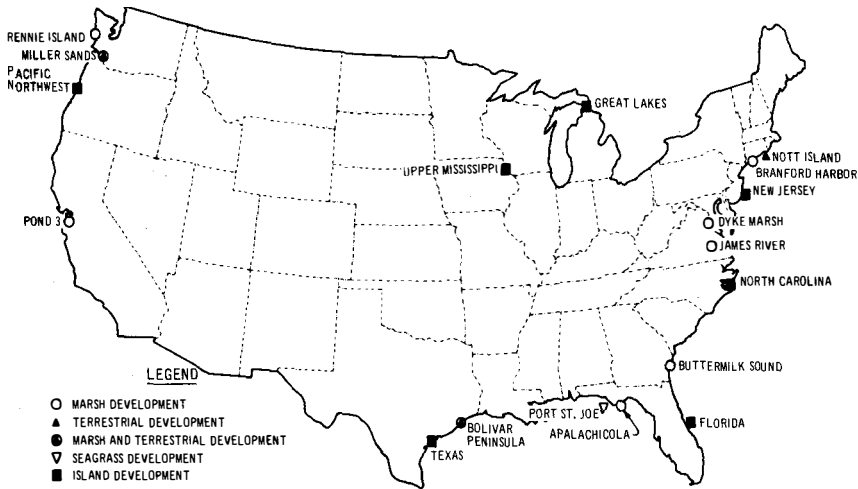 RENNIE ISLAND
MILLER SANDS
PACIFIC
NORTHWEST
GREAT LAKES
UPPER MISSISSIPPI
NOTT ISLAND
BRANFORD HARBOR
NEW JERSEY
POND 3
DYKE MARSH
JAMES RIVER
NORTH CAROLINA
BUTTERMILK SOUND
PORT ST. JOE
APALACHICOLA
FLORIDA
BOLIVAR
PENINSULA
TEXAS
LEGEND
MARSH DEVELOPMENT
TERRESTRIAL DEVELOPMENT
MARSH AND TERRESTRIAL DEVELOPMENT
SEAGRASS DEVELOPMENT
ISLAND DEVELOPMENT